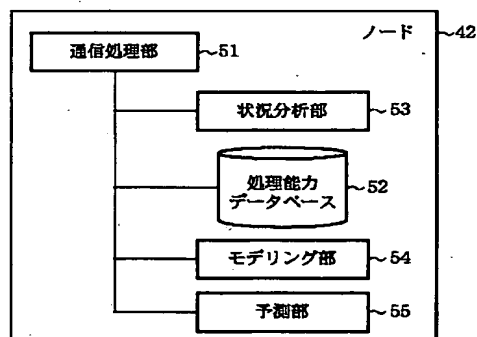 ノード 42
通信処理部 51
状況分析部 53
処理能力
データベース 52
モデリング部 54
予測部 55